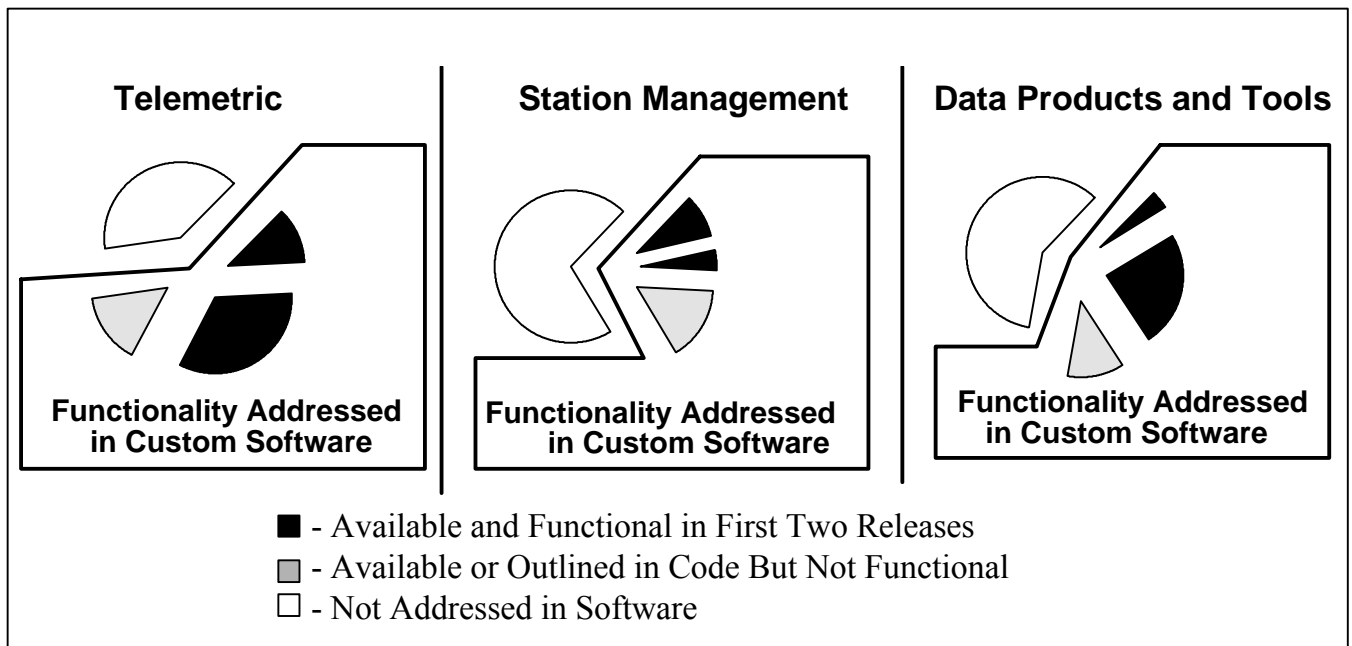 Telemetric
Station Management
Data Products and Tools
Functionality Addressed
in Custom Software
Functionality Addressed
in Custom Software
Functionality Addressed
in Custom Software
- Available and Functional in First Two Releases
- Available or Outlined in Code But Not Functional
- Not Addressed in Software